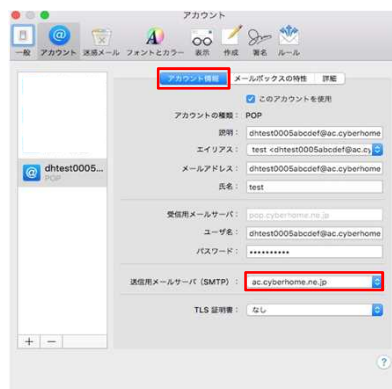 アカウント
一般 アカウント 迷惑メール フォントとカラー 表示 作成 署名 ルール
アカウント情報 メールボックスの特性 詳細
このアカウントを使用
アカウントの種類： POP
説明： dhtest0005abcdef@ac.cyberhome
エイリアス： test <dhtest0005abcdef@ac.cy
dhtest0005...
POP
メールアドレス： dhtest0005abcdef@ac.cyberhome
氏名： test
受信用メールサーバ： pop.cyberhome.ne.jp
ユーザ名： dhtest0005abcdef@ac.cyberhome
パスワード： ••••••••••
送信用メールサーバ（SMTP）： ac.cyberhome.ne.jp
TLS 証明書： なし
+ −
?